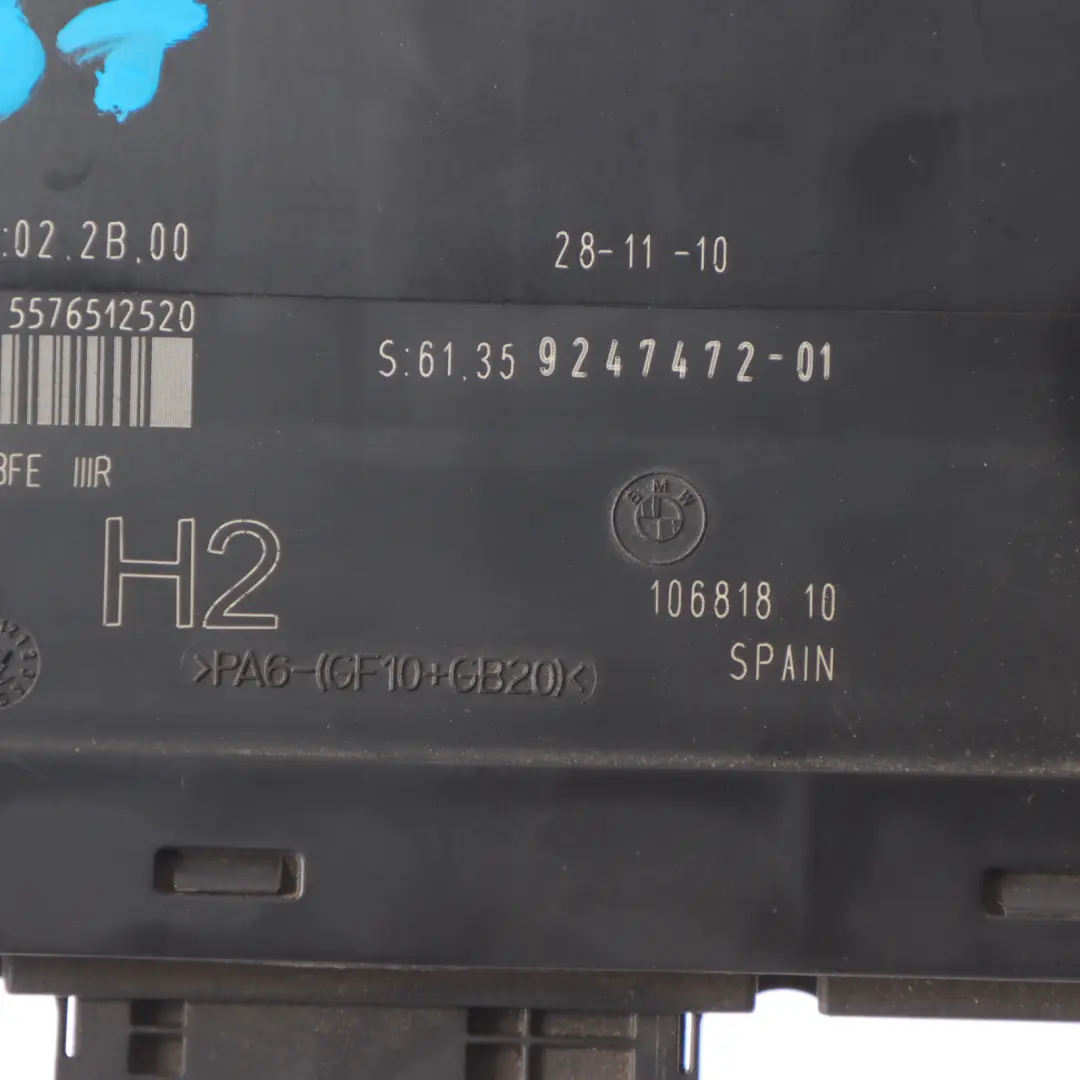 :02.2B.00
28-11-10
5576512520
S:61.35 9247472-01
BFE IIIR
BMW
H2
106818 10
>PA6-(GF10+GB20)<
SPAIN